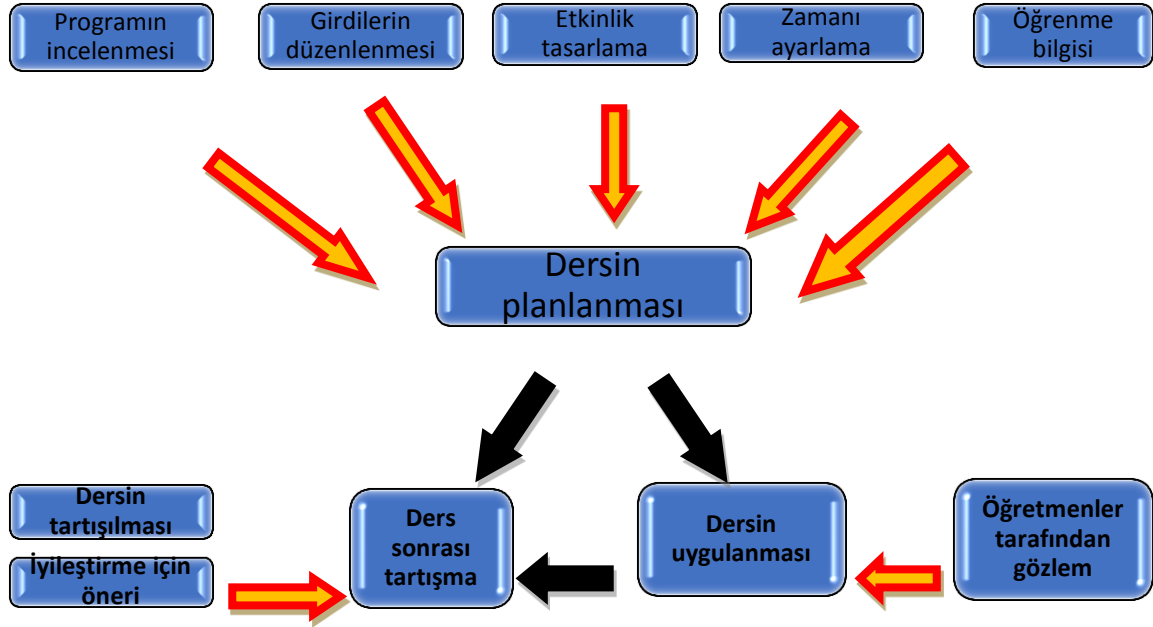 Programın
incelenmesi
Girdilerin
düzenlenmesi
Etkinlik
tasarlama
Zamanı
ayarlama
Öğrenme
bilgisi
Dersin
planlanması
Dersin
tartışılması
İyileştirme için
öneri
Ders
sonrası
tartışma
Dersin
uygulanması
Öğretmenler
tarafından
gözlem